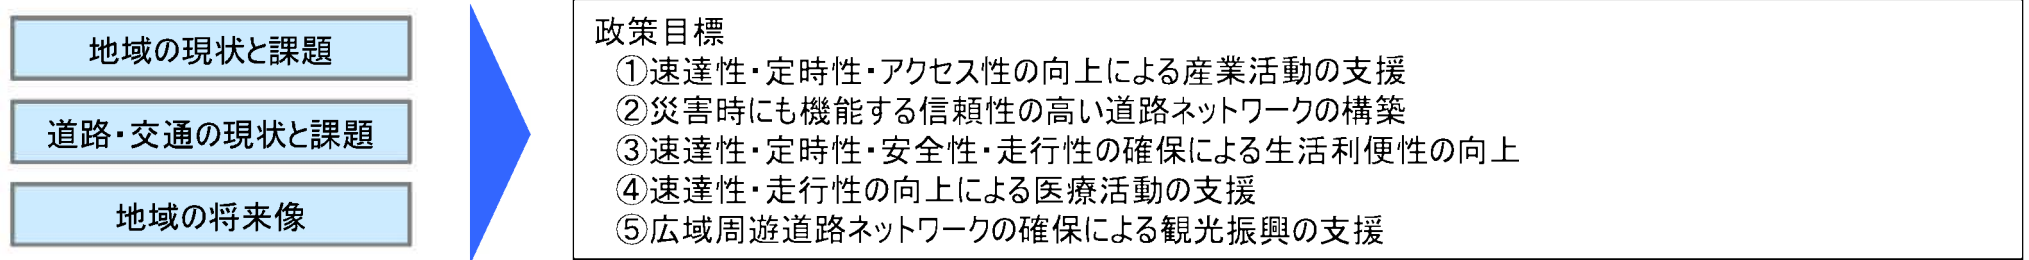 地域の現状と課題
道路・交通の現状と課題
地域の将来像
政策目標
①速達性・定時性・アクセス性の向上による産業活動の支援
②災害時にも機能する信頼性の高い道路ネットワークの構築
③速達性・定時性・安全性・走行性の確保による生活利便性の向上
④速達性・走行性の向上による医療活動の支援
⑤広域周遊道路ネットワークの確保による観光振興の支援